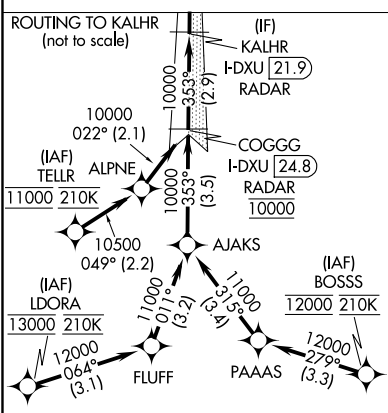 ROUTING TO KALHR
(not to scale)
(IF)
KALHR
I-DXU 21.9
RADAR
10000
353°
(2.9)
10000
022° (2.1)
COGGG
I-DXU 24.8
RADAR
10000
(IAF)
TELLR
11000 210K
ALPNE
10000
353°
(3.5)
10500
049° (2.2)
AJAKS
(IAF)
LDORA
13000 210K
11000
011°
(3.2)
11000
315°
(3.4)
(IAF)
BOSSS
12000 210K
12000
064°
(3.1)
FLUFF
PAAAS
12000
279°
(3.3)